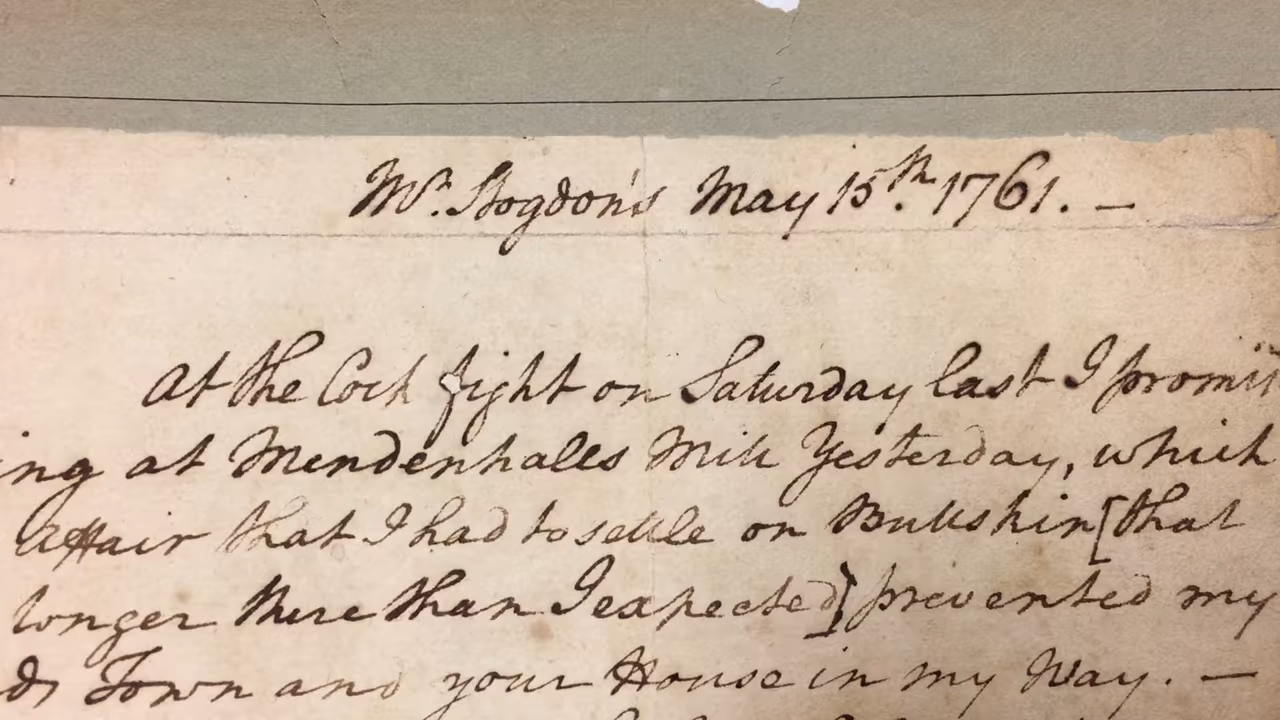 Mr. Stogdon's May 15th. 1761. —
At the Cock fight on Saturday last I promis
ing at Mendenhalls Mill Yesterday, which
Affair that I had to settle on Bullskin [that
longer there than I expected] prevented my
ds Town and your House in my Way. —